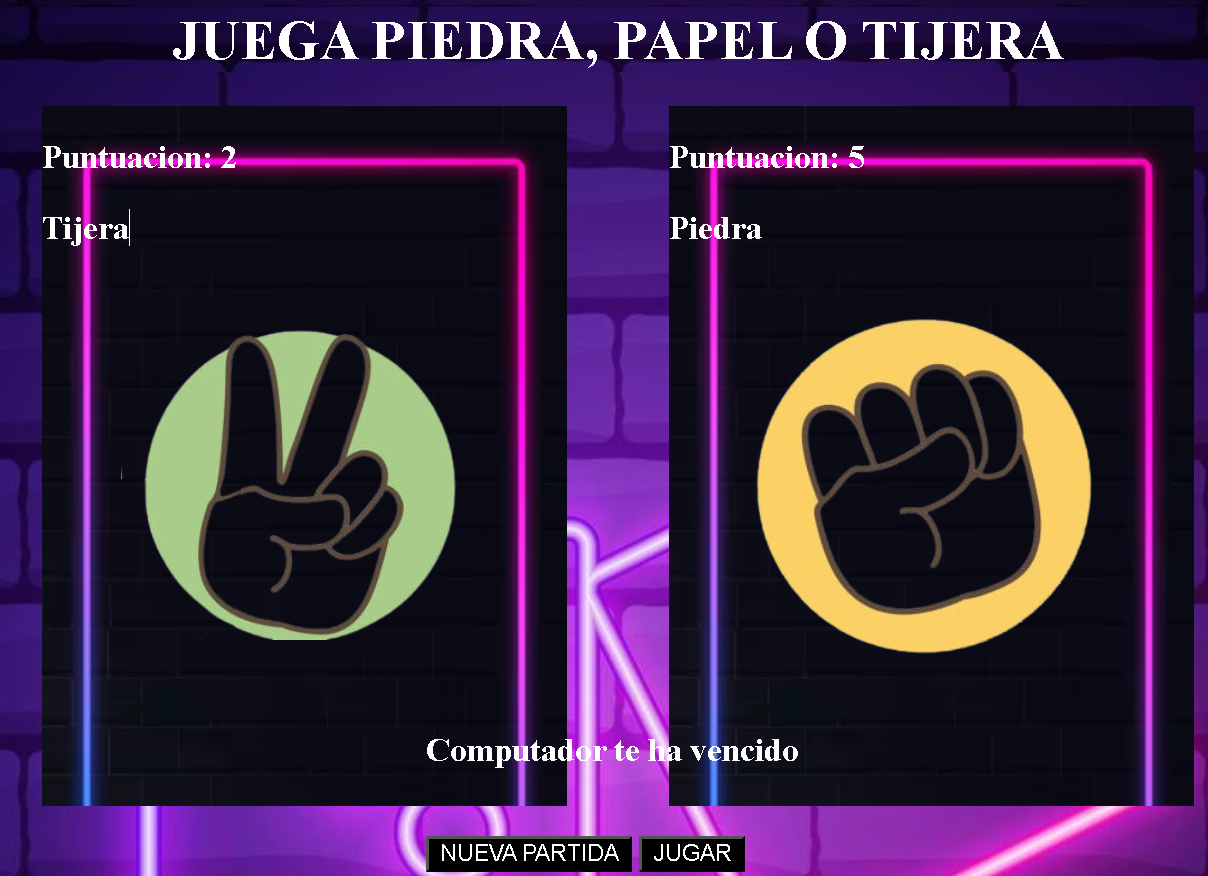 JUEGA PIEDRA, PAPEL O TIJERA
Puntuacion: 2
Tijera
Puntuacion: 5
Piedra
Computador te ha vencido
NUEVA PARTIDA
JUGAR